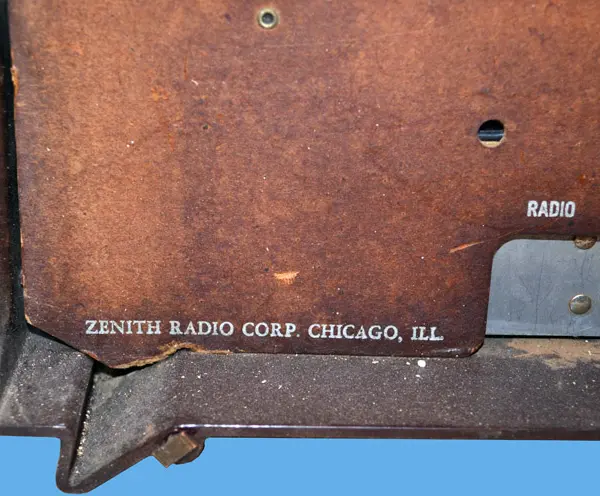 RADIO
ZENITH RADIO CORP. CHICAGO, ILL.